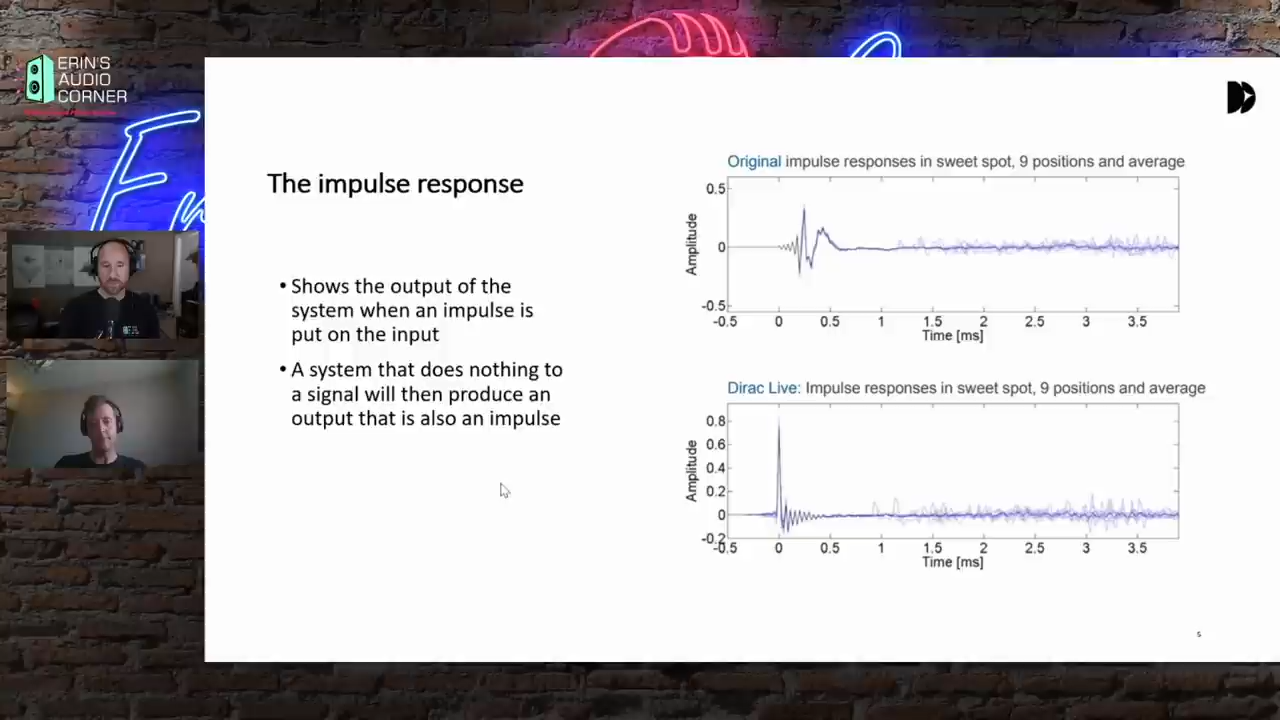 ERIN'S
AUDIO
CORNER
The impulse response
• Shows the output of the
system when an impulse is
put on the input
• A system that does nothing to
a signal will then produce an
output that is also an impulse
Original impulse responses in sweet spot, 9 positions and average
Amplitude
0.5
0
-0.5
-0.5 0 0.5 1 1.5 2 2.5 3 3.5
Time [ms]
Dirac Live: Impulse responses in sweet spot, 9 positions and average
Amplitude
0.8
0.6
0.4
0.2
0
-0.2
-0.5 0 0.5 1 1.5 2 2.5 3 3.5
Time [ms]
5